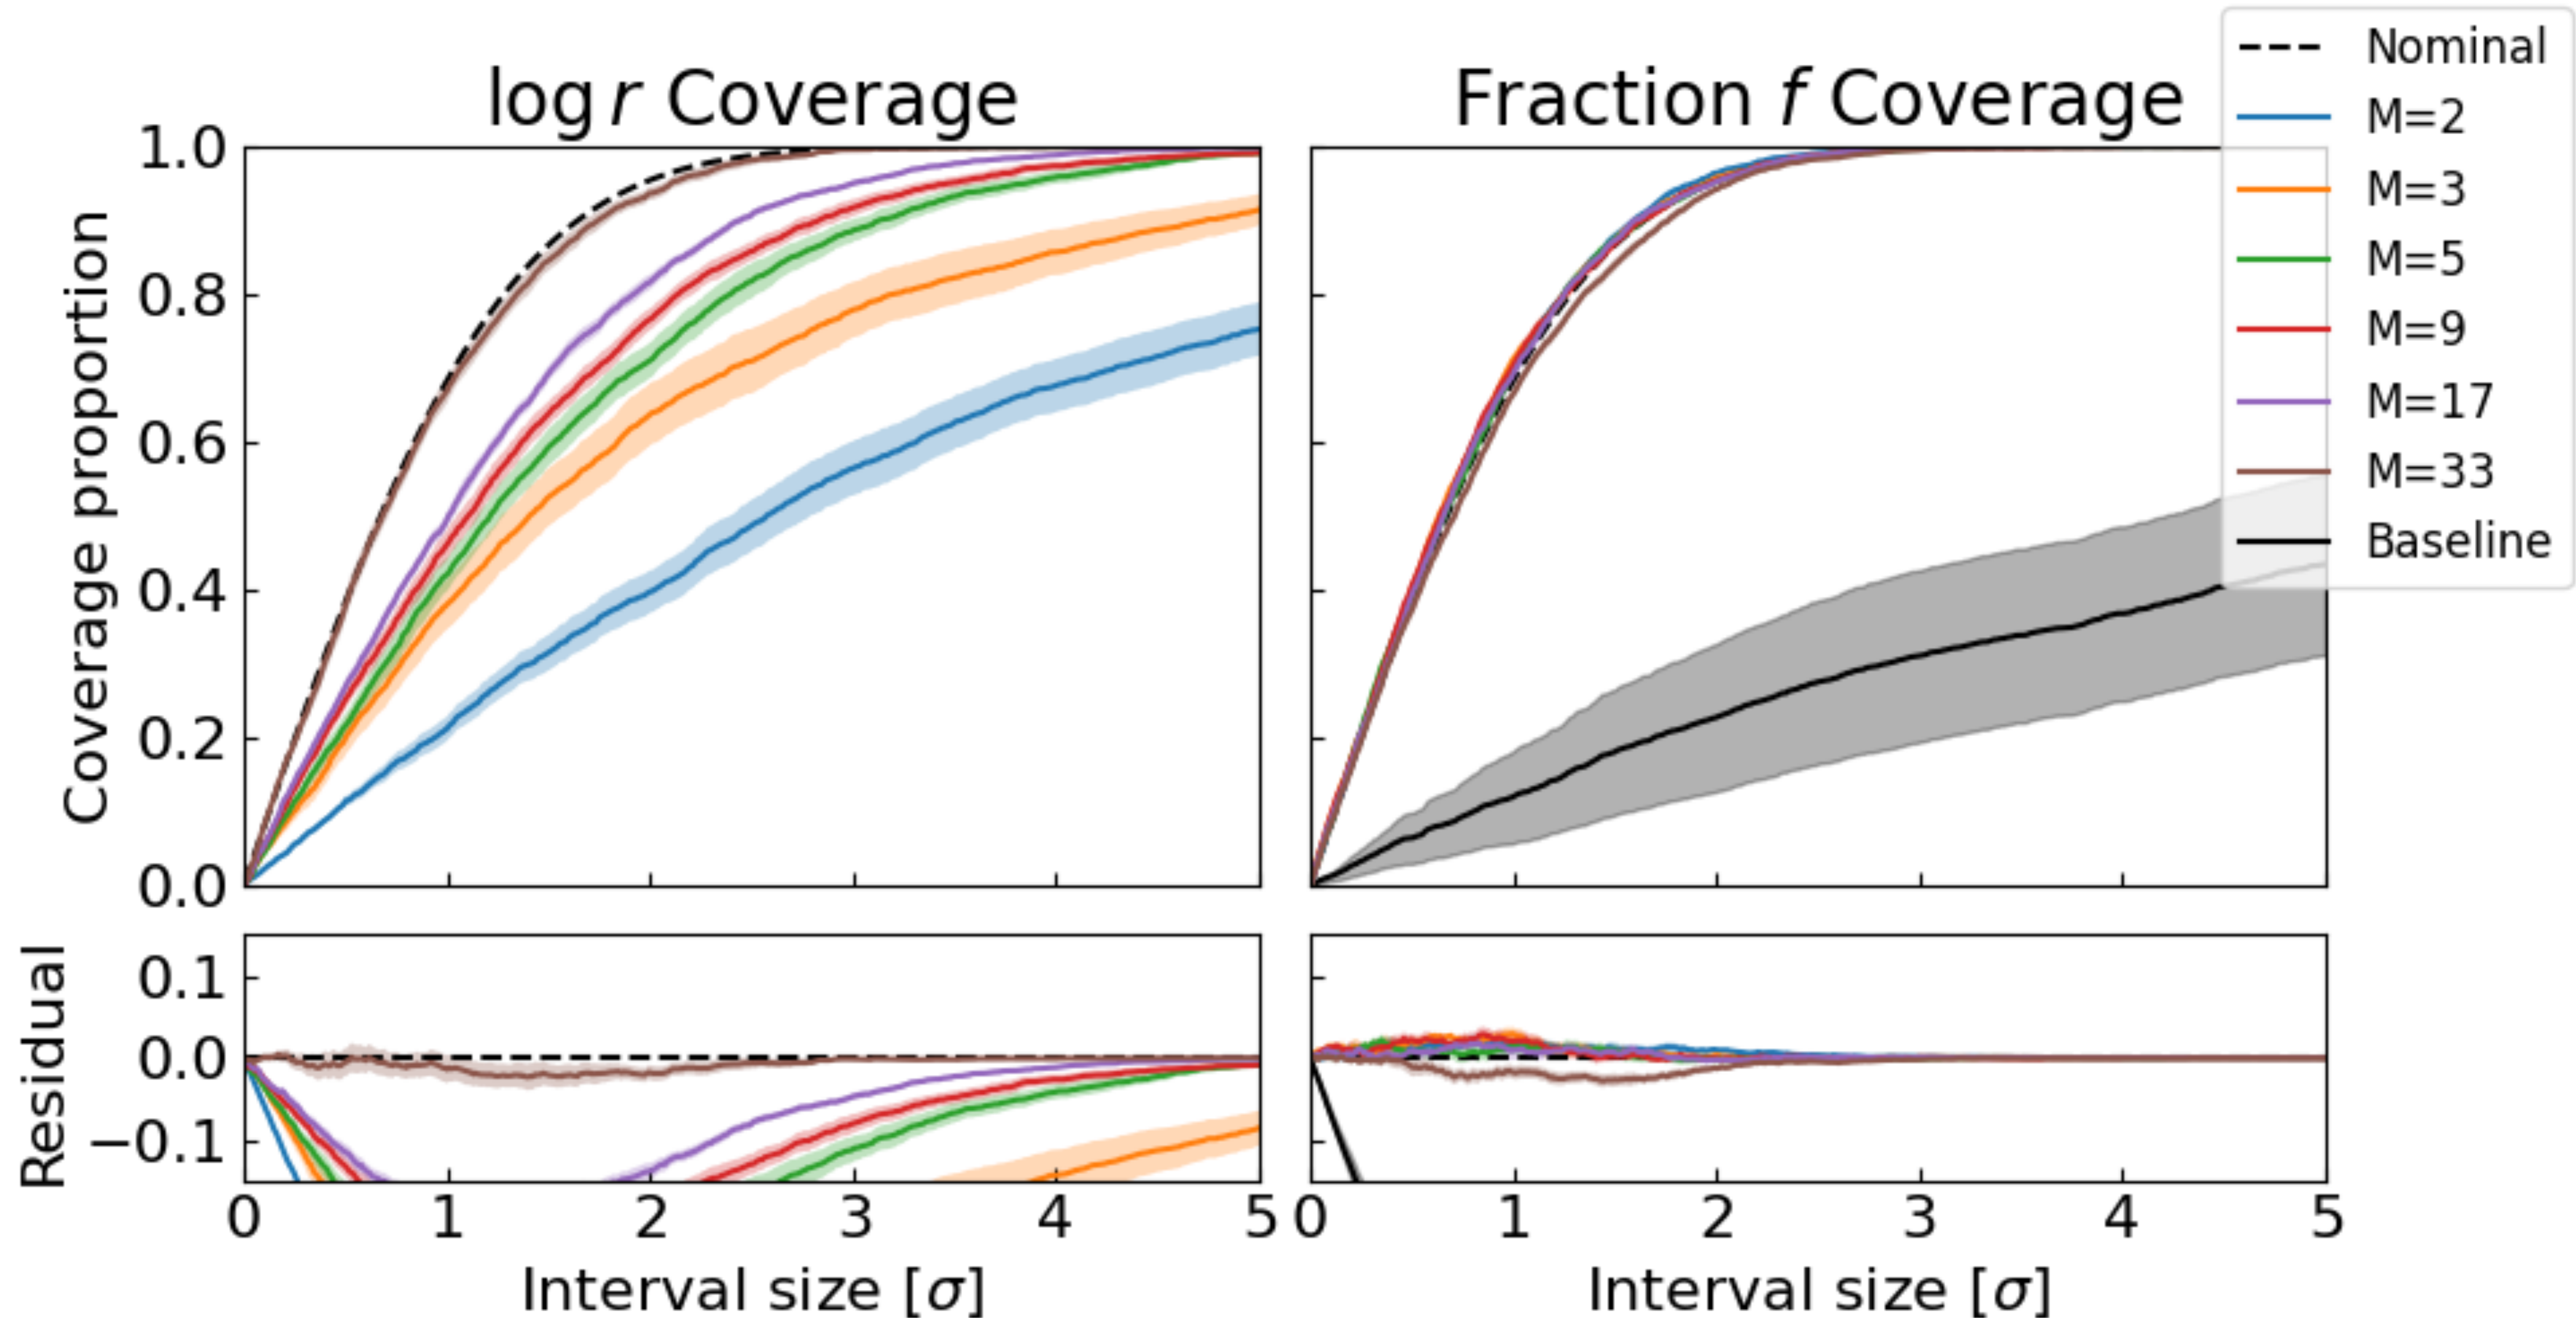 log r Coverage
Fraction f Coverage
Nominal
M=2
M=3
M=5
M=9
M=17
M=33
Baseline
Coverage proportion
1.0
0.8
0.6
0.4
0.2
0.0
Residual
0.1
0.0
−0.1
0 1 2 3 4 5
0 1 2 3 4 5
Interval size [σ]
Interval size [σ]